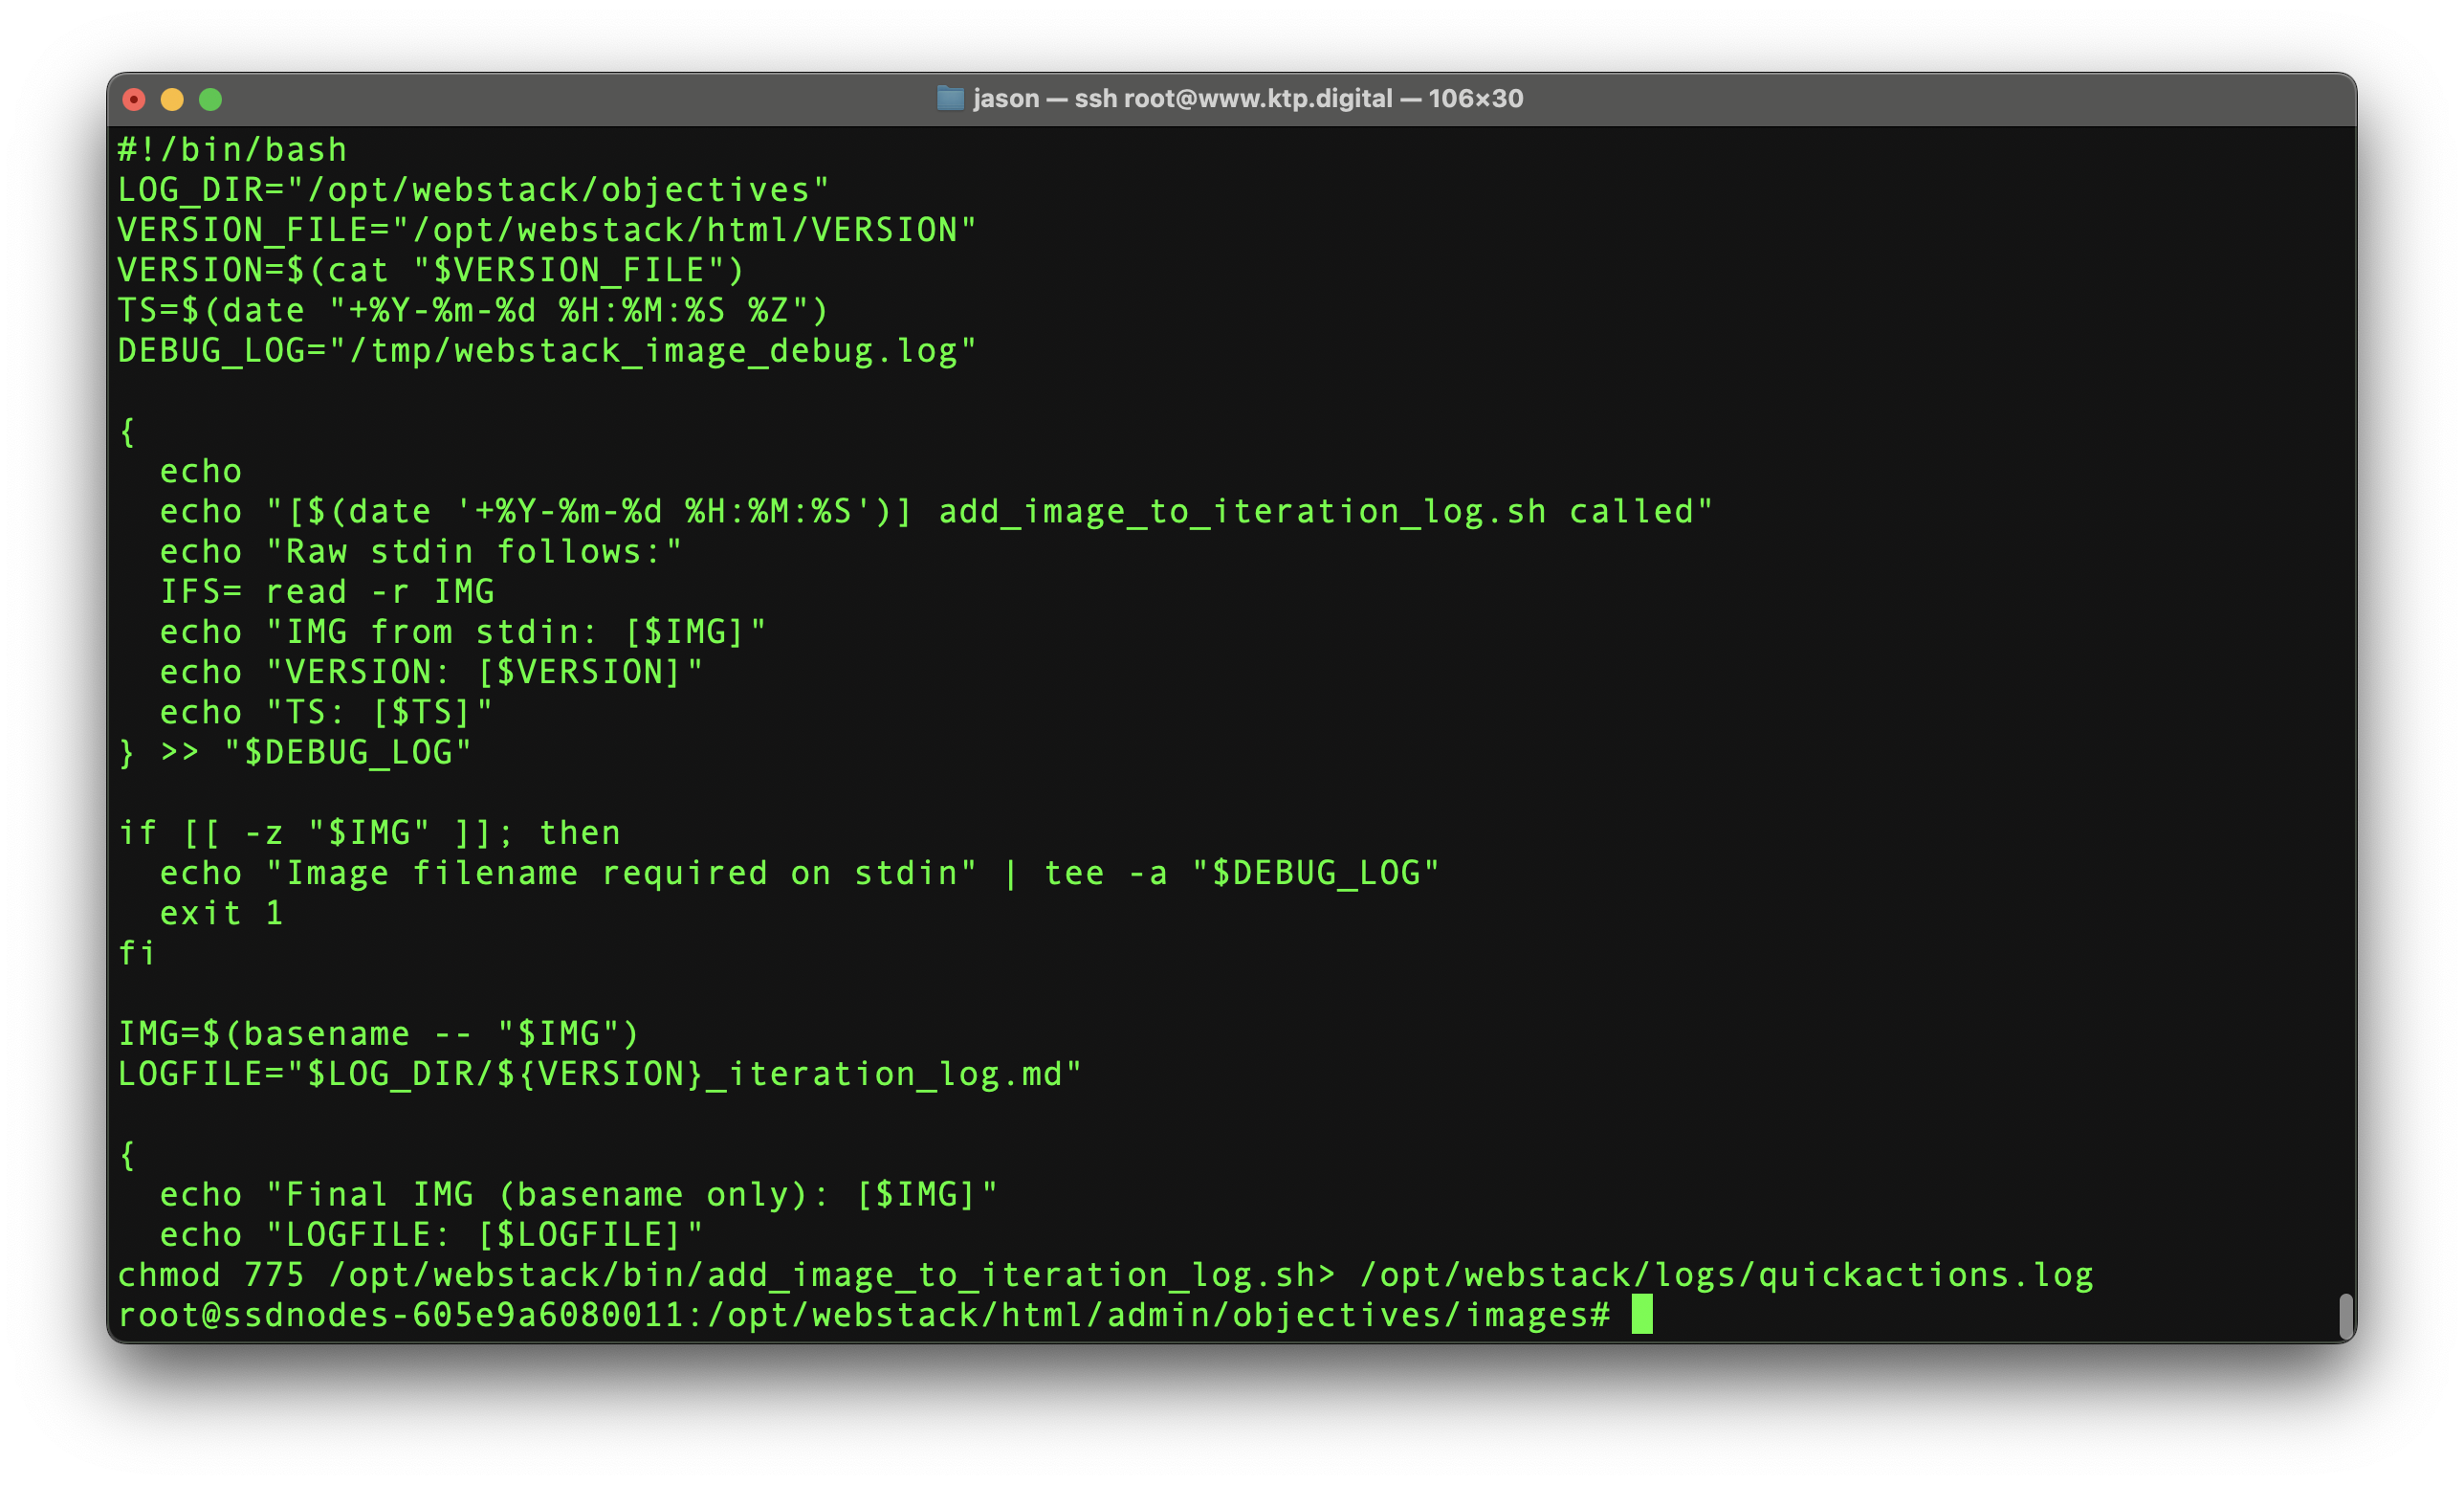 jason — ssh root@www.ktp.digital — 106×30
#!/bin/bash
LOG_DIR="/opt/webstack/objectives"
VERSION_FILE="/opt/webstack/html/VERSION"
VERSION=$(cat "$VERSION_FILE")
TS=$(date "+%Y-%m-%d %H:%M:%S %Z")
DEBUG_LOG="/tmp/webstack_image_debug.log"

{
  echo
  echo "[$(date '+%Y-%m-%d %H:%M:%S')] add_image_to_iteration_log.sh called"
  echo "Raw stdin follows:"
  IFS= read -r IMG
  echo "IMG from stdin: [$IMG]"
  echo "VERSION: [$VERSION]"
  echo "TS: [$TS]"
} >> "$DEBUG_LOG"

if [[ -z "$IMG" ]]; then
  echo "Image filename required on stdin" | tee -a "$DEBUG_LOG"
  exit 1
fi

IMG=$(basename -- "$IMG")
LOGFILE="$LOG_DIR/${VERSION}_iteration_log.md"

{
  echo "Final IMG (basename only): [$IMG]"
  echo "LOGFILE: [$LOGFILE]"
chmod 775 /opt/webstack/bin/add_image_to_iteration_log.sh> /opt/webstack/logs/quickactions.log
root@ssdnodes-605e9a6080011:/opt/webstack/html/admin/objectives/images#